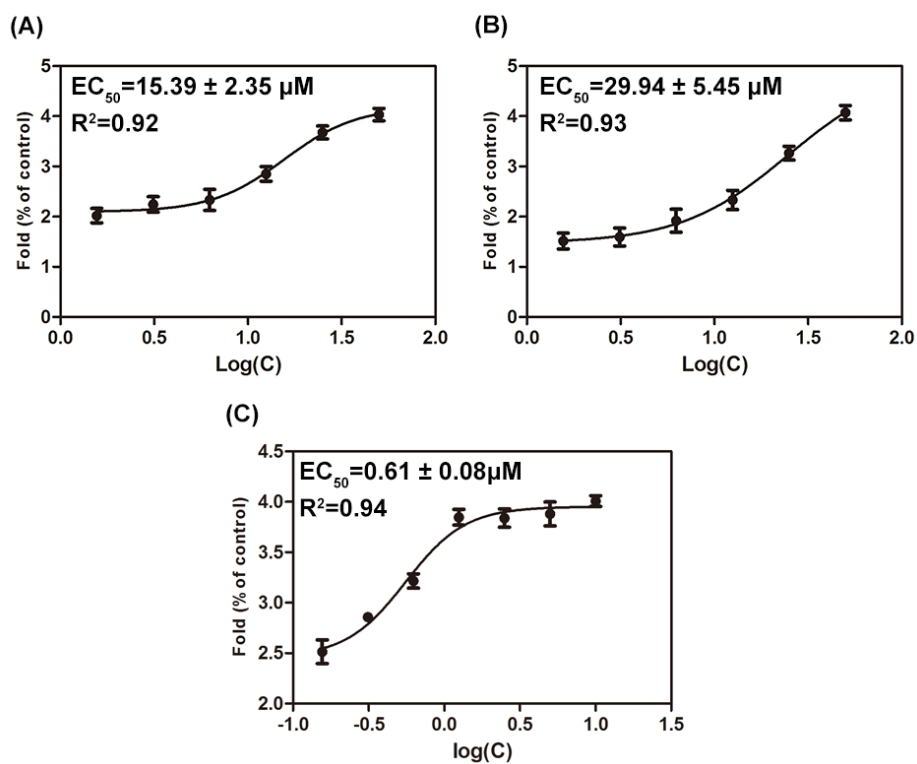 (A)
EC50=15.39 ± 2.35 µM
R²=0.92
Fold (% of control)
5
4
3
2
1
0
0.0 0.5 1.0 1.5 2.0
Log(C)
(B)
EC50=29.94 ± 5.45 µM
R²=0.93
Fold (% of control)
5
4
3
2
1
0
0.0 0.5 1.0 1.5 2.0
Log(C)
(C)
EC50=0.61 ± 0.08µM
R²=0.94
Fold (% of control)
4.5
4.0
3.5
3.0
2.5
2.0
-1.0 -0.5 0.0 0.5 1.0 1.5
log(C)